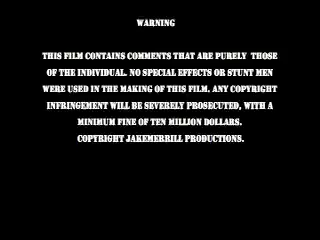 WARNING
THIS FILM CONTAINS COMMENTS THAT ARE PURELY THOSE
OF THE INDIVIDUAL. NO SPECIAL EFFECTS OR STUNT MEN
WERE USED IN THE MAKING OF THIS FILM. ANY COPYRIGHT
INFRINGEMENT WILL BE SEVERELY PROSECUTED, WITH A
MINIMUM FINE OF TEN MILLION DOLLARS.
COPYRIGHT JAKEMERRILL PRODUCTIONS.